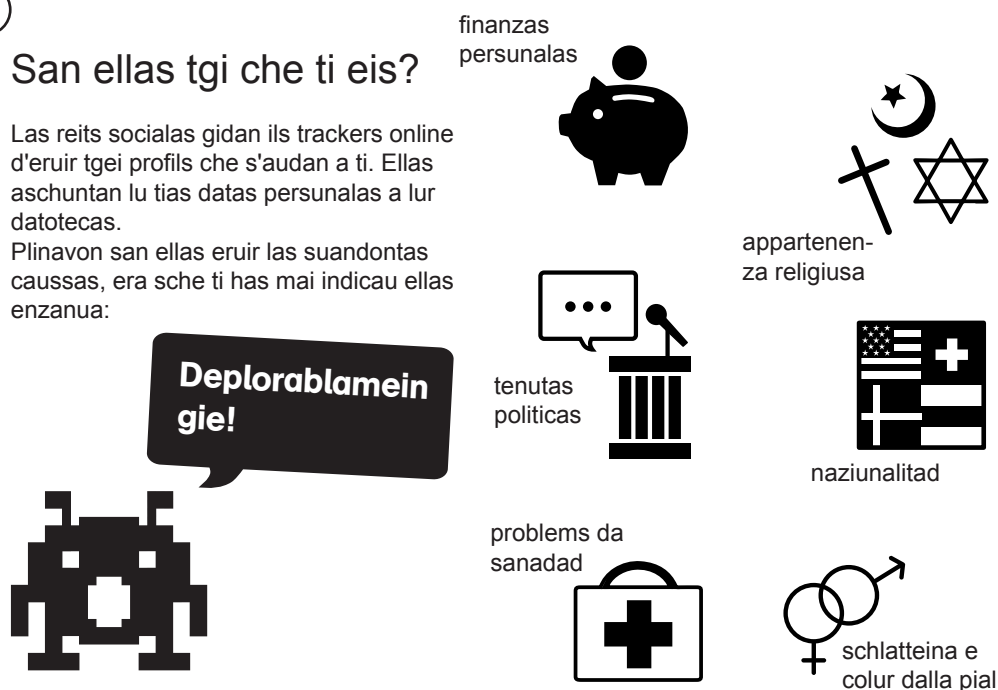 San ellas tgi che ti eis?
Las reits socialas gidan ils trackers online
d'eruir tgei profils che s'audan a ti. Ellas
aschuntan lu tias datas persunalas a lur
datotecas.
Plinavon san ellas eruir las suandontas
caussas, era sche ti has mai indicau ellas
enzanua:
Deplorablamein
gie!
finanzas
persunalas
appartenen-
za religiusa
tenutas
politicas
naziunalitad
problems da
sanadad
schlatteina e
colur dalla pial